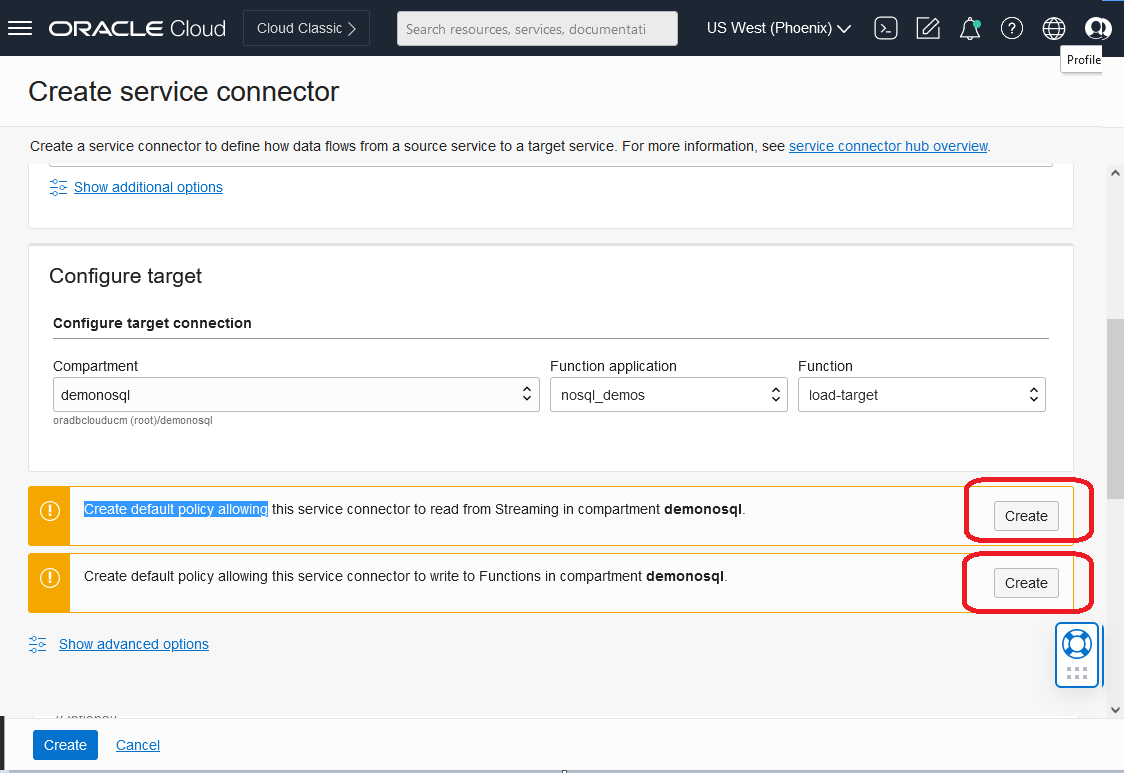 ORACLE Cloud
Cloud Classic
Search resources, services, documentati
US West (Phoenix)
Profile
Create service connector
Create a service connector to define how data flows from a source service to a target service. For more information, see service connector hub overview.
Show additional options
Configure target
Configure target connection
Compartment
Function application
Function
demonosql
nosql_demos
load-target
oradbclouducm (root)/demonosql
Create default policy allowing this service connector to read from Streaming in compartment demonosql.
Create
Create default policy allowing this service connector to write to Functions in compartment demonosql.
Create
Show advanced options
Create
Cancel